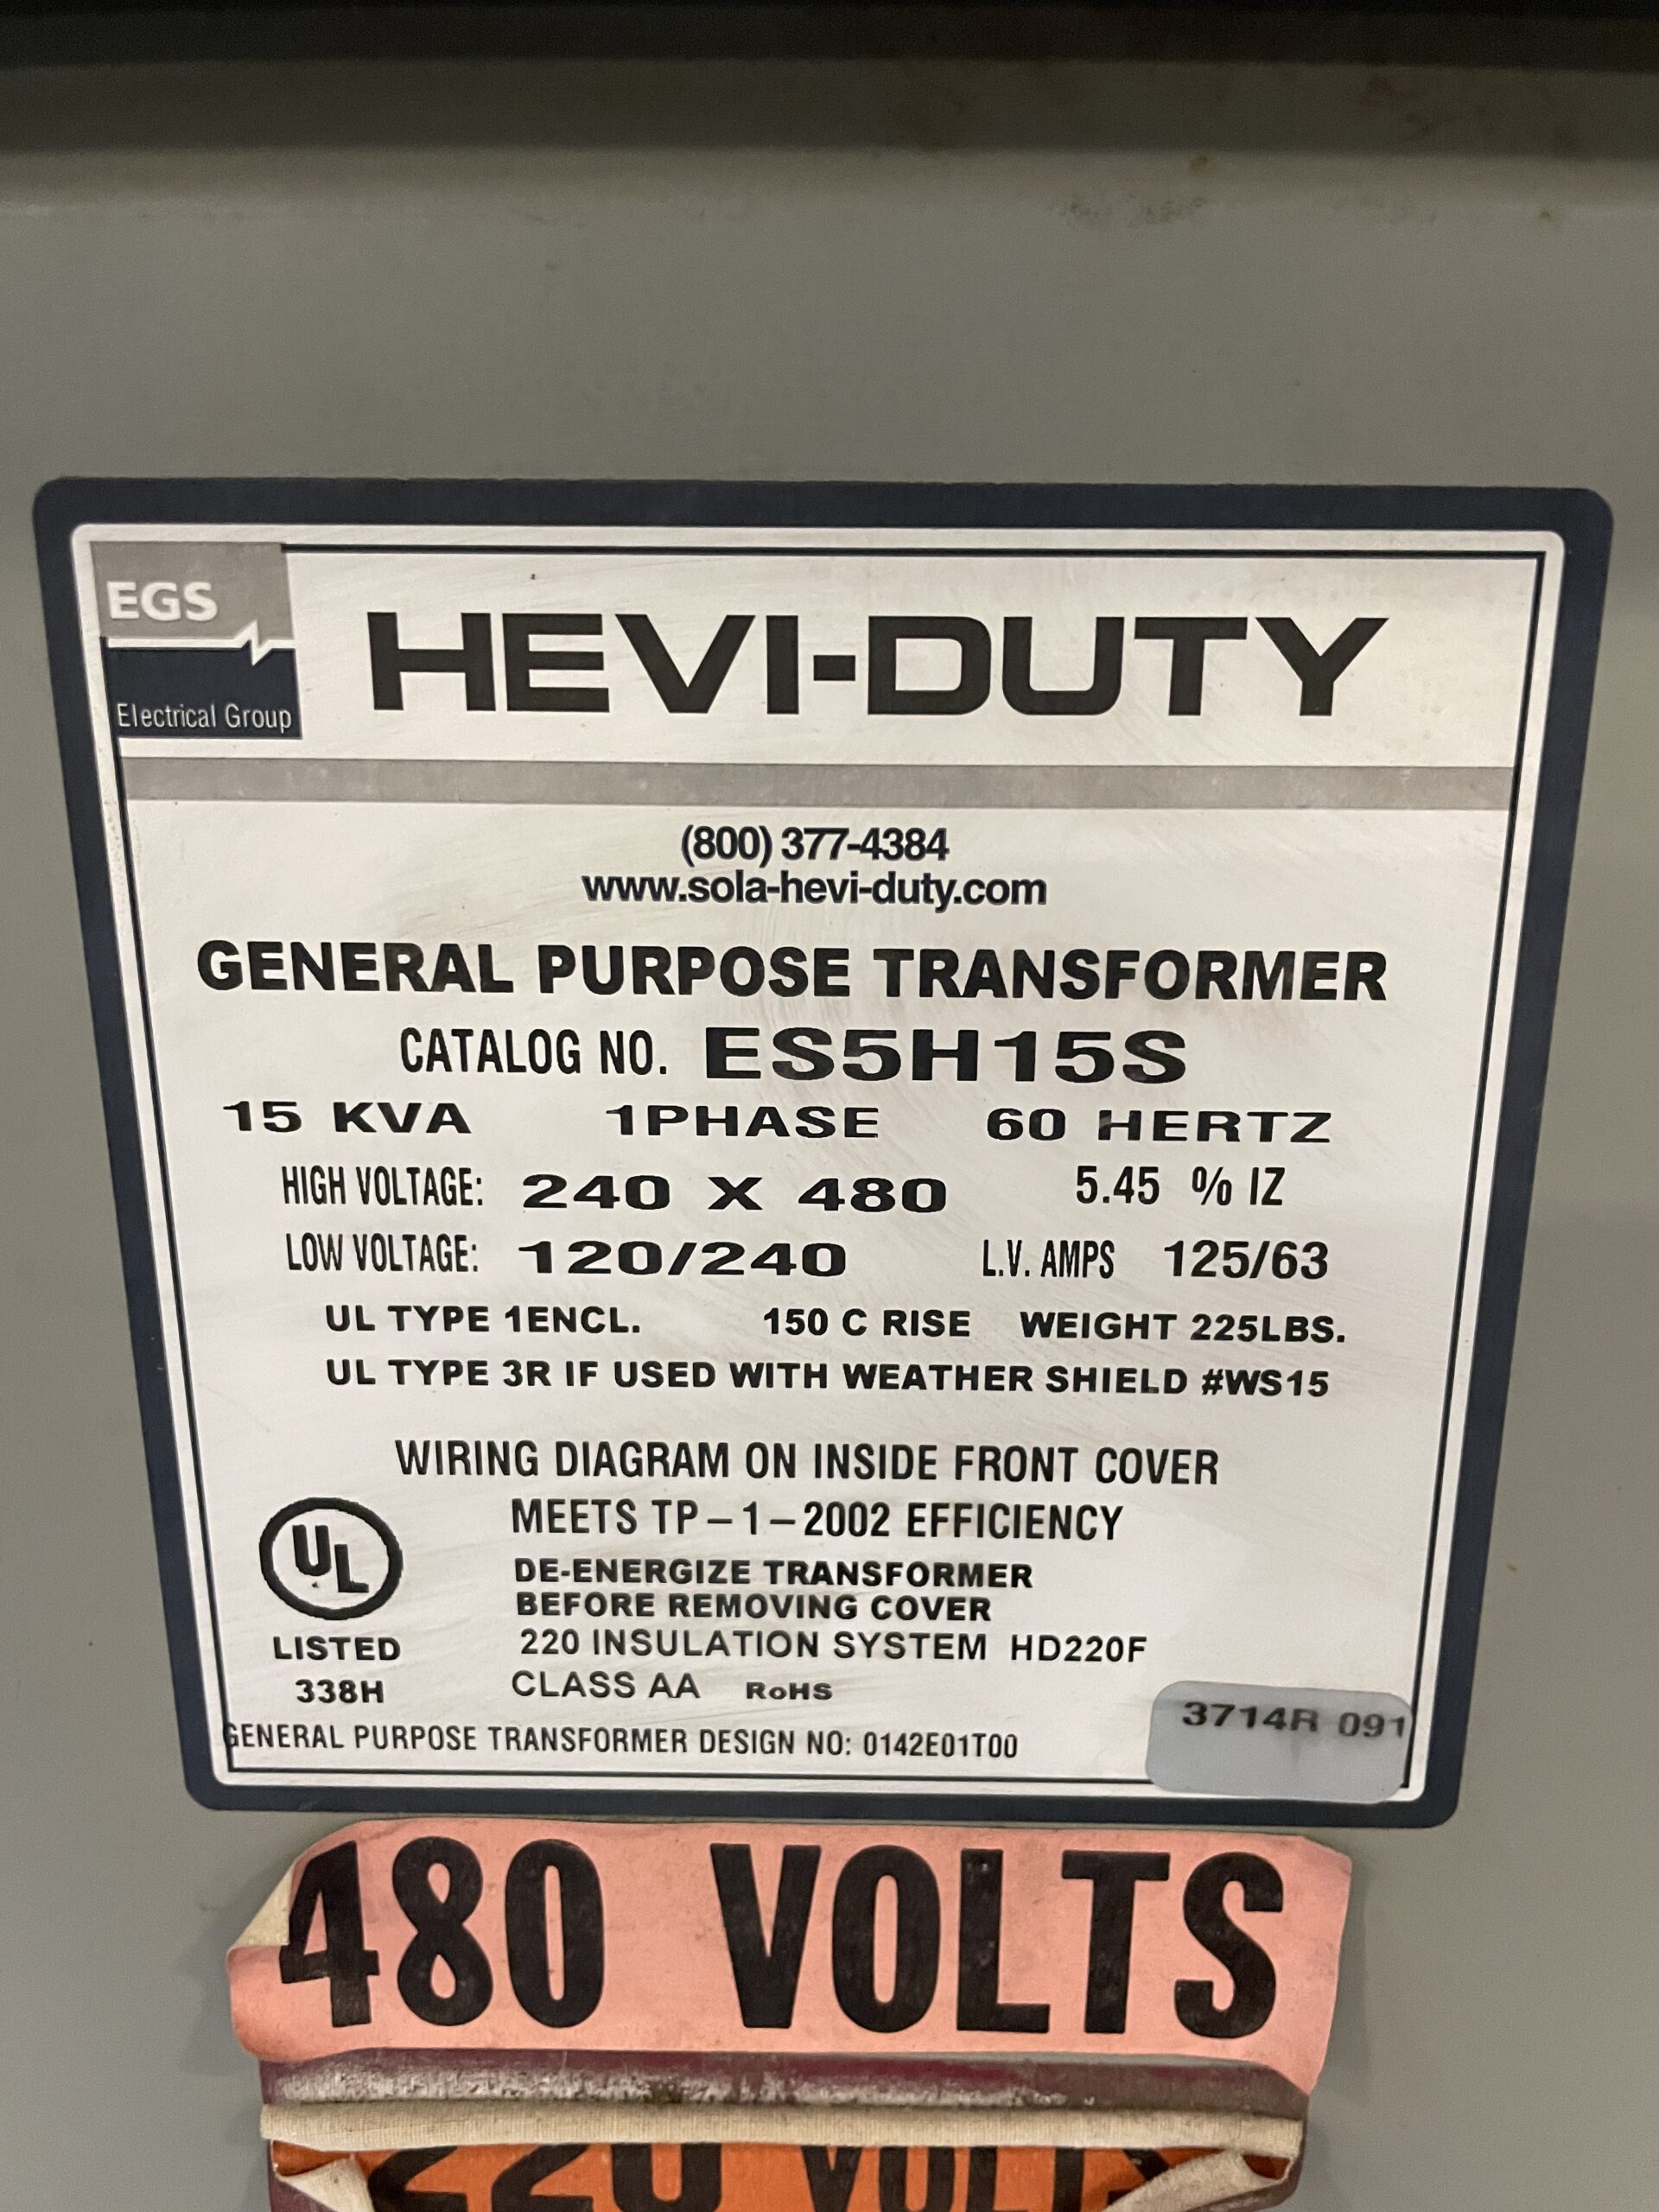 EGS
Electrical Group
HEVI-DUTY
(800) 377-4384
www.sola-hevi-duty.com
GENERAL PURPOSE TRANSFORMER
CATALOG NO. ES5H15S
15 KVA 1PHASE 60 HERTZ
HIGH VOLTAGE: 240 X 480 5.45 % IZ
LOW VOLTAGE: 120/240 L.V. AMPS 125/63
UL TYPE 1ENCL. 150 C RISE WEIGHT 225LBS.
UL TYPE 3R IF USED WITH WEATHER SHIELD #WS15
WIRING DIAGRAM ON INSIDE FRONT COVER
MEETS TP-1-2002 EFFICIENCY
DE-ENERGIZE TRANSFORMER
BEFORE REMOVING COVER
220 INSULATION SYSTEM HD220F
CLASS AA RoHS
UL
LISTED
338H
GENERAL PURPOSE TRANSFORMER DESIGN NO: 0142E01T00
3714R 091
480 VOLTS
220 VOLTS